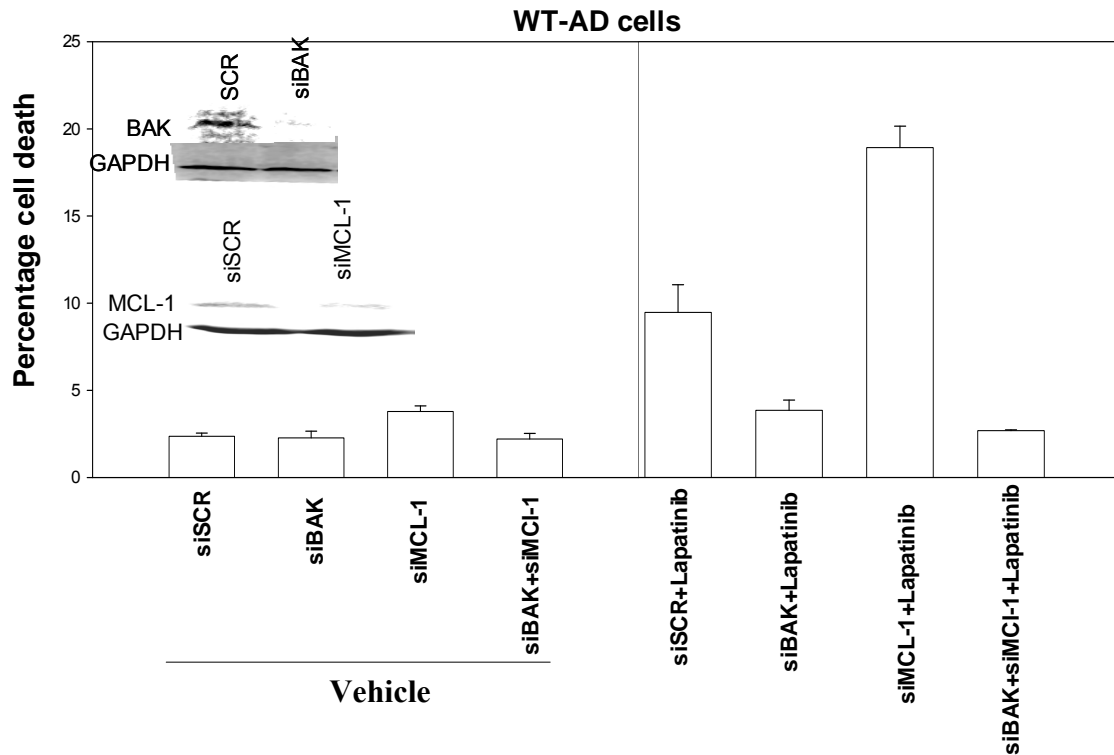 WT-AD cells
Percentage cell death
25
20
15
10
5
0
SCR
siBAK
BAK
GAPDH
siSCR
siMCL-1
MCL-1
GAPDH
siSCR
siBAK
siMCL-1
siBAK+siMCl-1
siSCR+Lapatinib
siBAK+Lapatinib
siMCL-1+Lapatinib
siBAK+siMCl-1+Lapatinib
Vehicle